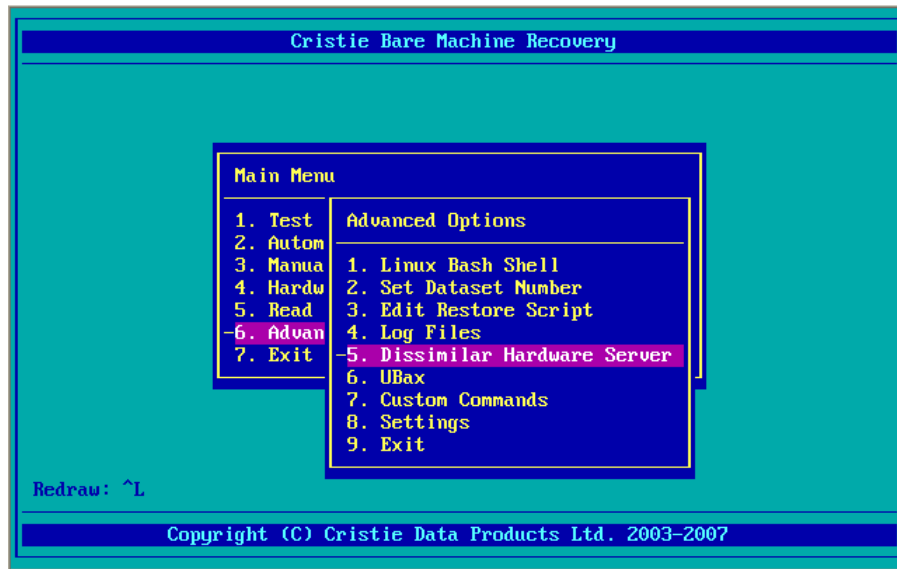 Cristie Bare Machine Recovery
Main Menu
1. Test
2. Autom
3. Manua
4. Hardw
5. Read
-6. Advan
7. Exit
Advanced Options
1. Linux Bash Shell
2. Set Dataset Number
3. Edit Restore Script
4. Log Files
-5. Dissimilar Hardware Server
6. UBax
7. Custom Commands
8. Settings
9. Exit
Redraw: ^L
Copyright (C) Cristie Data Products Ltd. 2003-2007